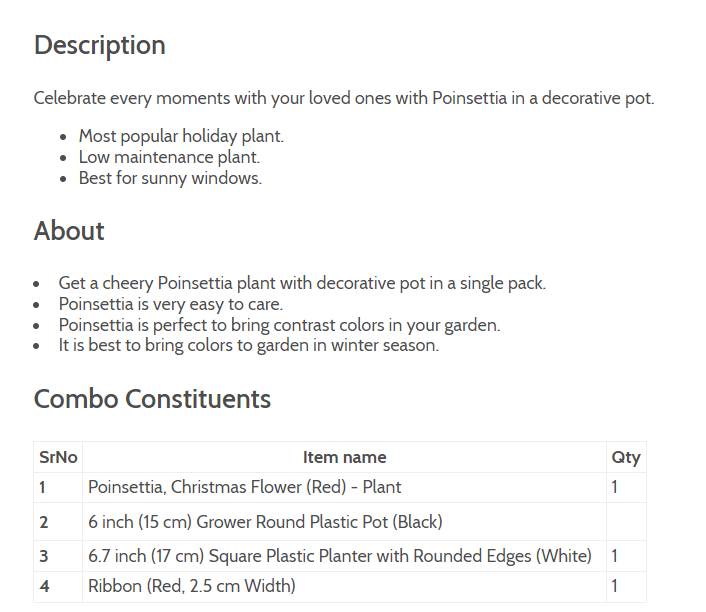 Description
Celebrate every moments with your loved ones with Poinsettia in a decorative pot.
Most popular holiday plant.
Low maintenance plant.
Best for sunny windows.
About
Get a cheery Poinsettia plant with decorative pot in a single pack.
Poinsettia is very easy to care.
Poinsettia is perfect to bring contrast colors in your garden.
It is best to bring colors to garden in winter season.
Combo Constituents
SrNo Item name Qty
1 Poinsettia, Christmas Flower (Red) - Plant 1
2 6 inch (15 cm) Grower Round Plastic Pot (Black)
3 6.7 inch (17 cm) Square Plastic Planter with Rounded Edges (White) 1
4 Ribbon (Red, 2.5 cm Width) 1